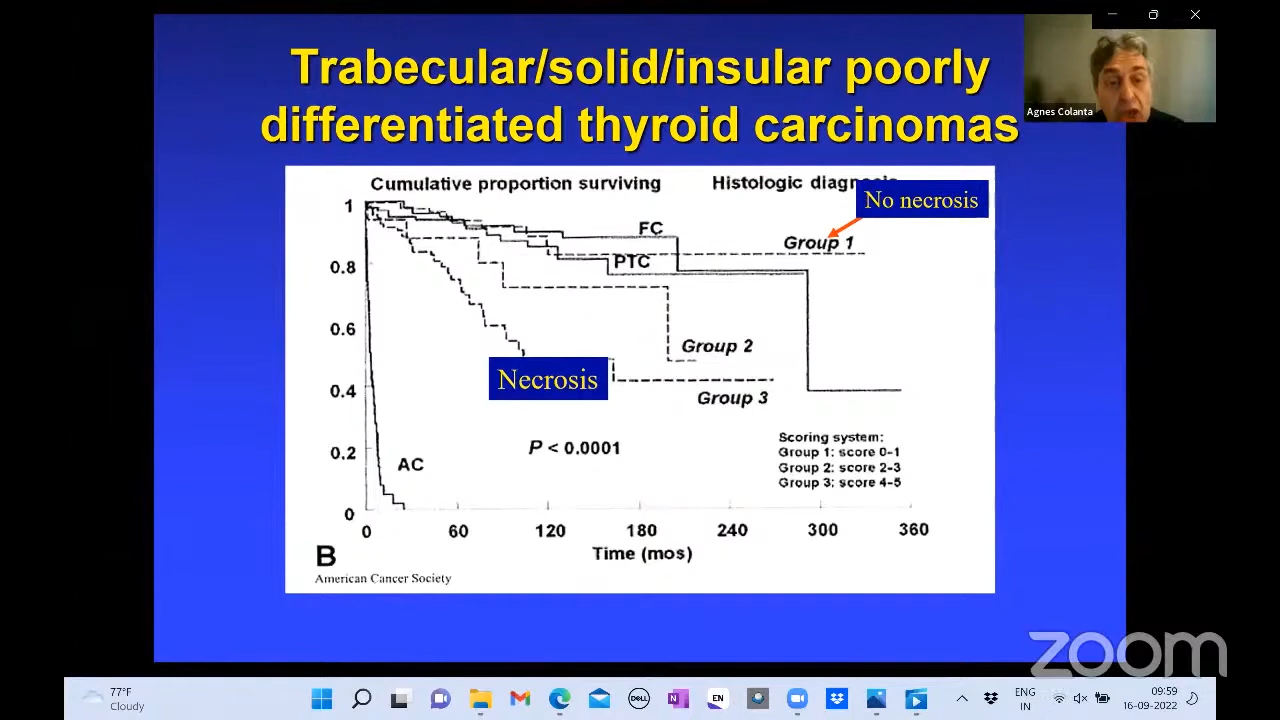 Trabecular/solid/insular poorly
differentiated thyroid carcinomas
Agnes Colanta
Cumulative proportion surviving
Histologic diagnosis
No necrosis
1
0.8
0.6
0.4
0.2
0
FC
Group 1
PTC
Group 2
Necrosis
Group 3
P < 0.0001
AC
Scoring system:
Group 1: score 0-1
Group 2: score 2-3
Group 3: score 4-5
0 60 120 180 240 300 360
Time (mos)
B
American Cancer Society
zoom
77°F
Cloudy
DELL
N
EN
ENG
IN
09:59
16-09-2022